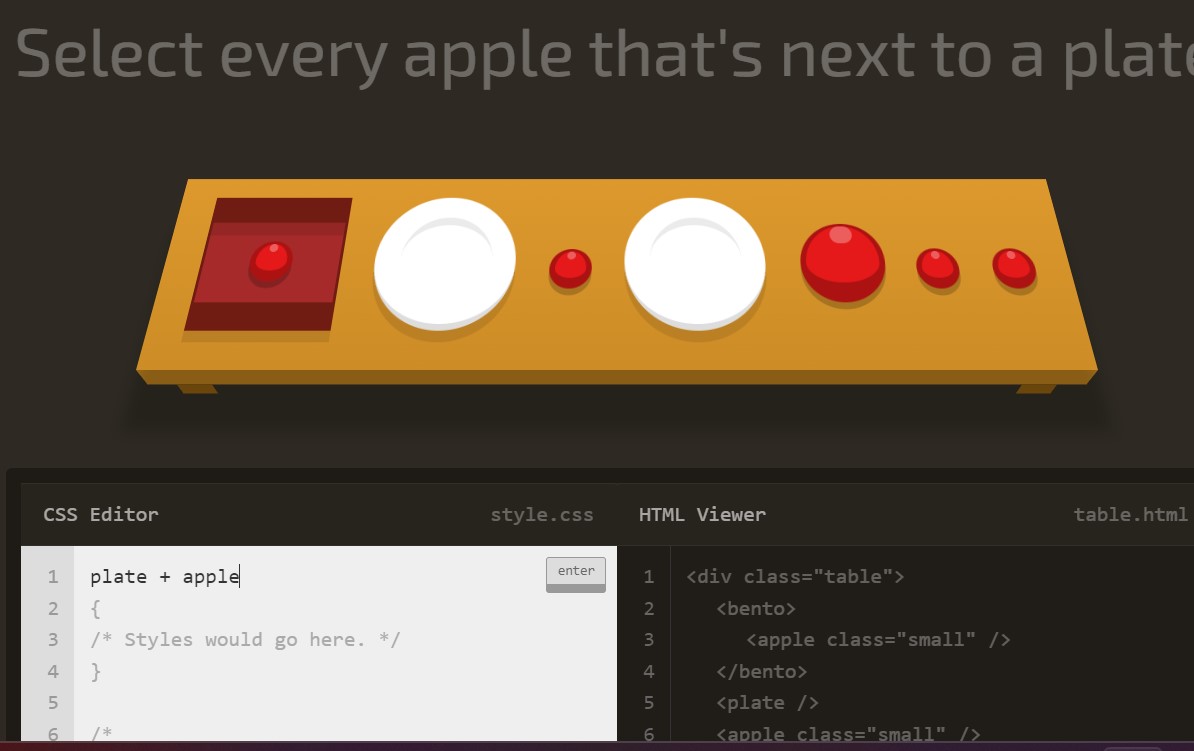 Select every apple that's next to a plate
CSS Editor style.css HTML Viewer table.html
enter
1 plate + apple
2 {
3 /* Styles would go here. */
4 }
5
6 /*
1 <div class="table">
2 <bento>
3 <apple class="small" />
4 </bento>
5 <plate />
6 <apple class="small" />